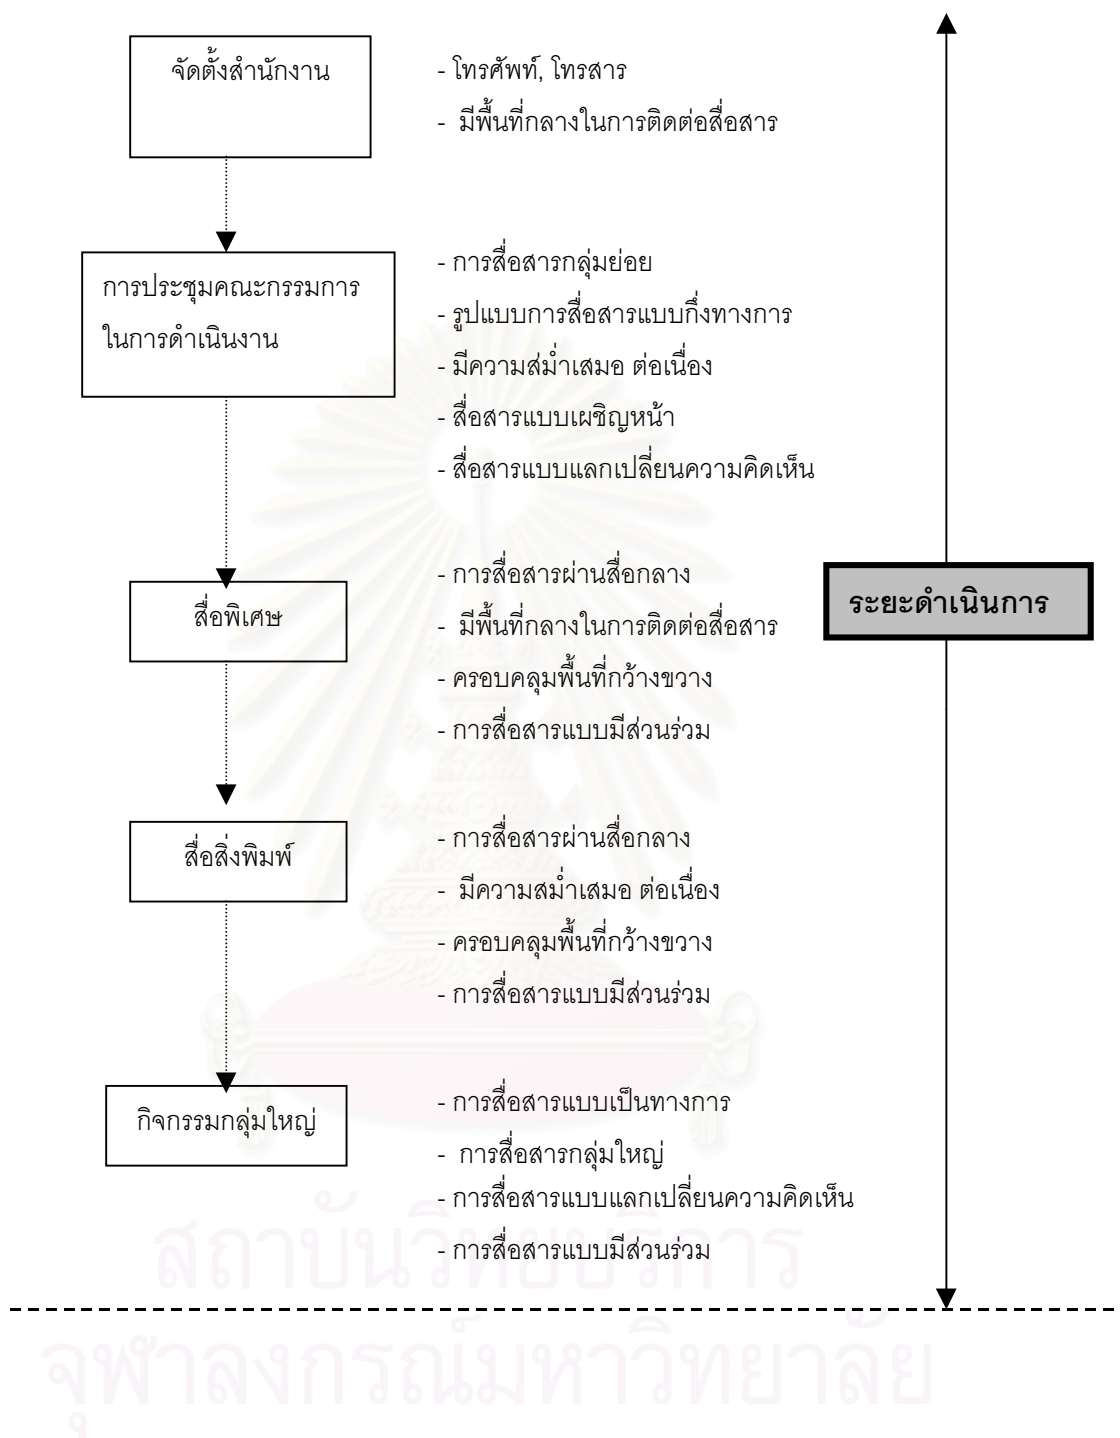 จัดตั้งสำนักงาน
- โทรศัพท์, โทรสาร
- มีพื้นที่กลางในการติดต่อสื่อสาร
การประชุมคณะกรรมการ
ในการดำเนินงาน
- การสื่อสารกลุ่มย่อย
- รูปแบบการสื่อสารแบบกึ่งทางการ
- มีความสม่ำเสมอ ต่อเนื่อง
- สื่อสารแบบเผชิญหน้า
- สื่อสารแบบแลกเปลี่ยนความคิดเห็น
สื่อพิเศษ
- การสื่อสารผ่านสื่อกลาง
- มีพื้นที่กลางในการติดต่อสื่อสาร
- ครอบคลุมพื้นที่กว้างขวาง
- การสื่อสารแบบมีส่วนร่วม
ระยะดำเนินการ
สื่อสิ่งพิมพ์
- การสื่อสารผ่านสื่อกลาง
- มีความสม่ำเสมอ ต่อเนื่อง
- ครอบคลุมพื้นที่กว้างขวาง
- การสื่อสารแบบมีส่วนร่วม
กิจกรรมกลุ่มใหญ่
- การสื่อสารแบบเป็นทางการ
- การสื่อสารกลุ่มใหญ่
- การสื่อสารแบบแลกเปลี่ยนความคิดเห็น
- การสื่อสารแบบมีส่วนร่วม
สถาบันวิทยบริการ
จุฬาลงกรณ์มหาวิทยาลัย